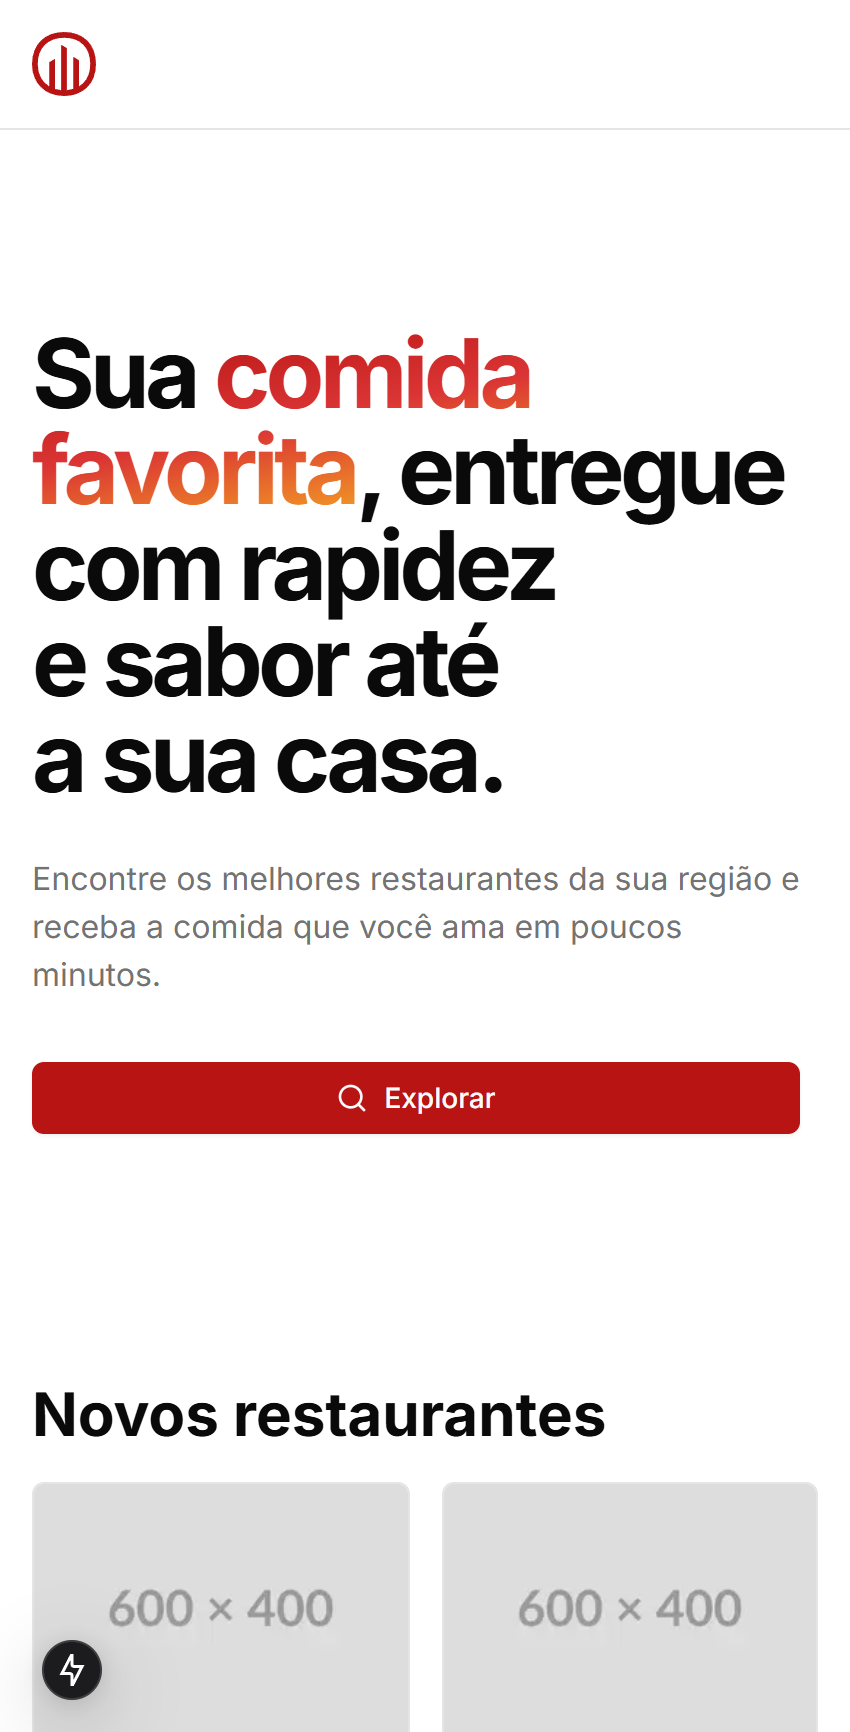 Sua comida
favorita, entregue
com rapidez
e sabor até
a sua casa.
Encontre os melhores restaurantes da sua região e
receba a comida que você ama em poucos
minutos.
Explorar
Novos restaurantes
600 × 400
600 × 400